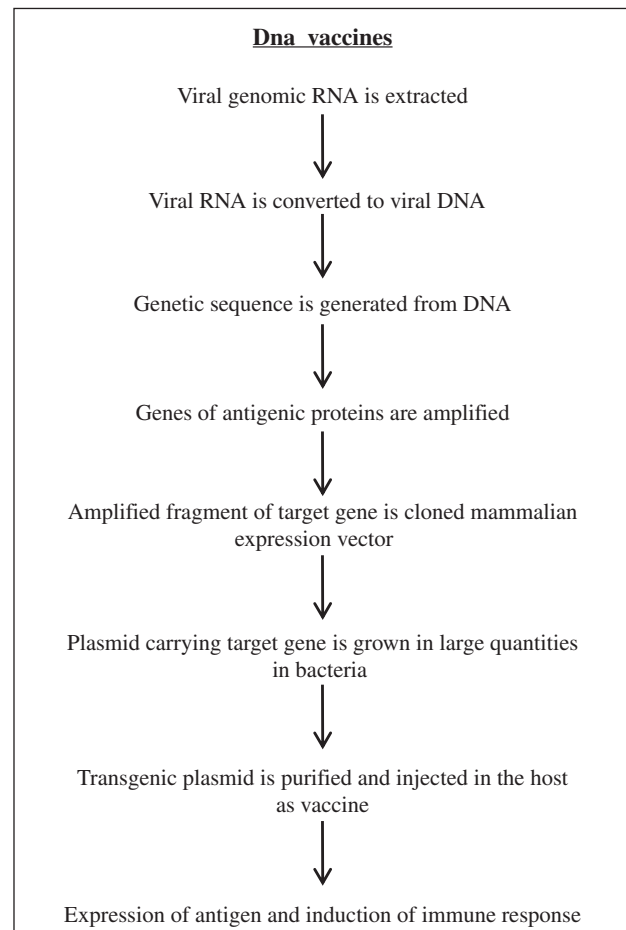 Dna vaccines
Viral genomic RNA is extracted
Viral RNA is converted to viral DNA
Genetic sequence is generated from DNA
Genes of antigenic proteins are amplified
Amplified fragment of target gene is cloned mammalian
expression vector
Plasmid carrying target gene is grown in large quantities
in bacteria
Transgenic plasmid is purified and injected in the host
as vaccine
Expression of antigen and induction of immune response